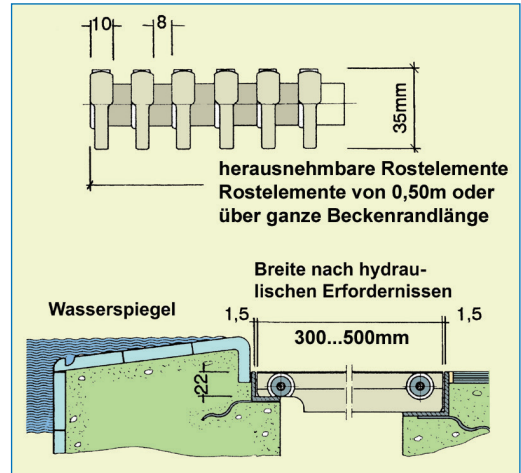 10
8
35mm
herausnehmbare Rostelemente
Rostelemente von 0,50m oder
über ganze Beckenrandlänge
Breite nach hydrau-
lischen Erfordernissen
Wasserspiegel
1,5
1,5
300...500mm
22